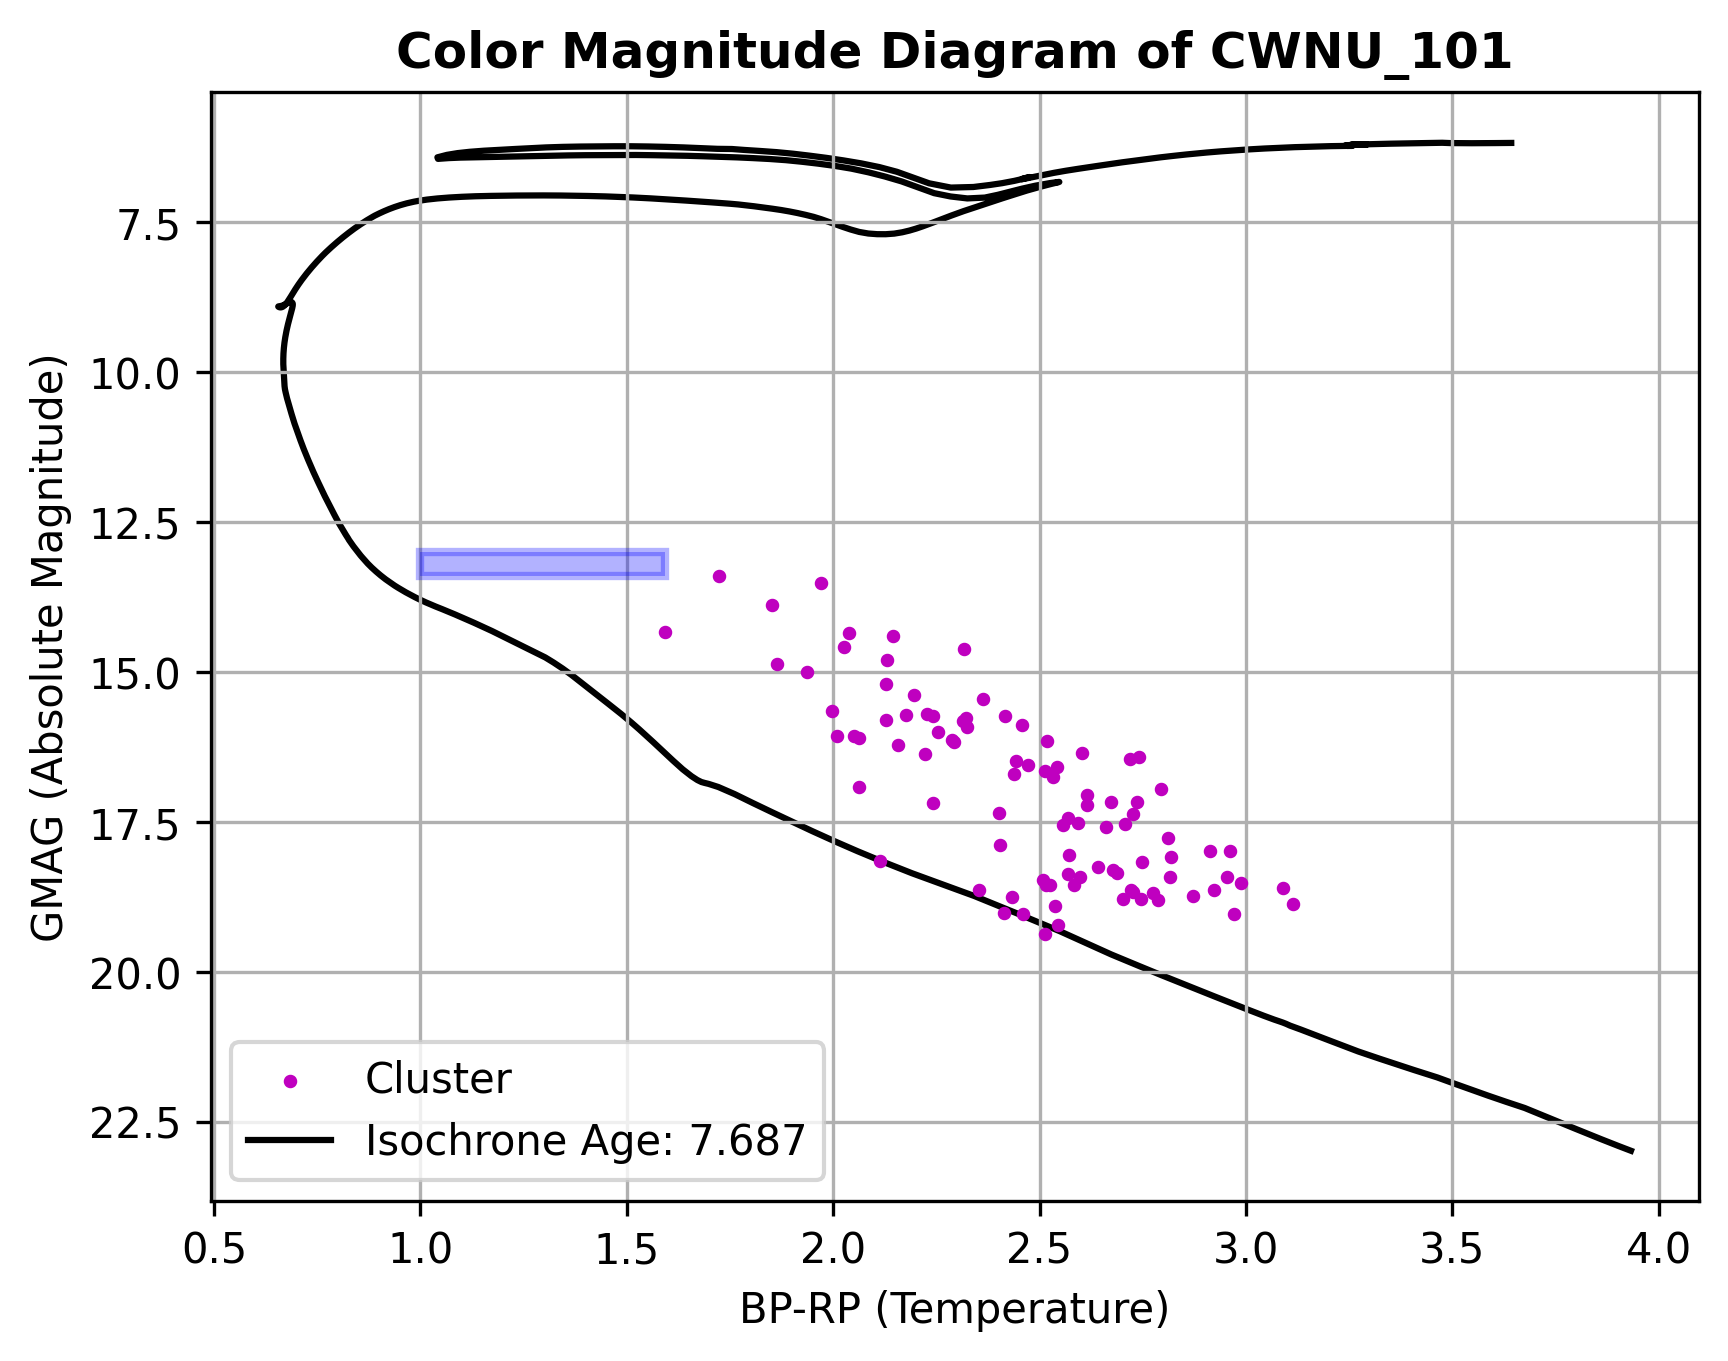 Color Magnitude Diagram of CWNU_101
GMAG (Absolute Magnitude)
7.5
10.0
12.5
15.0
17.5
20.0
22.5
Cluster
Isochrone Age: 7.687
0.5 1.0 1.5 2.0 2.5 3.0 3.5 4.0
BP-RP (Temperature)